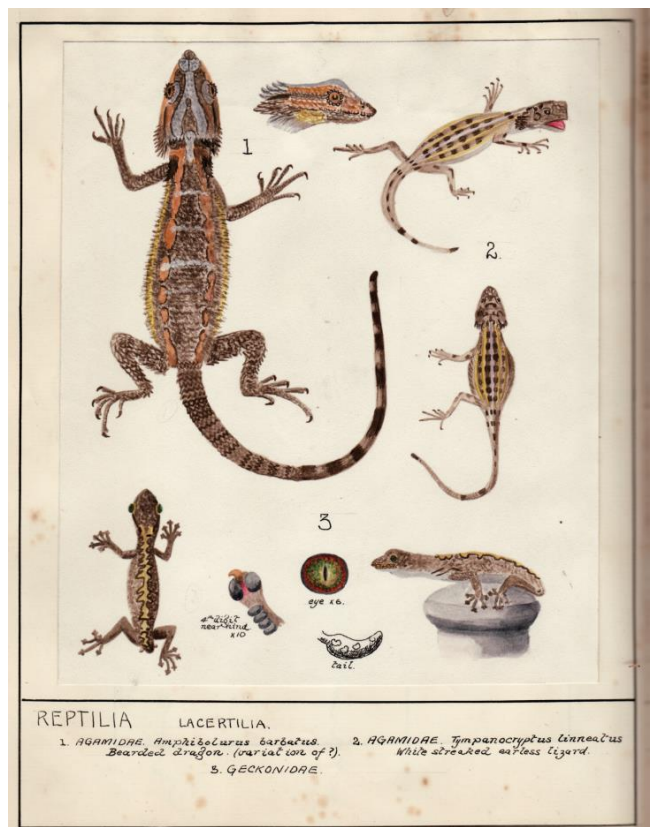 1
2.
3
4th digit
near hind
x10
eye x6.
tail.
REPTILIA LACERTILIA.
1. AGAMIDAE. Amphibolurus barbatus.
Bearded dragon. (variation of?).
2. AGAMIDAE. Tympanocryptus linneatus
White streaked earless lizard.
3. GECKONIDAE.